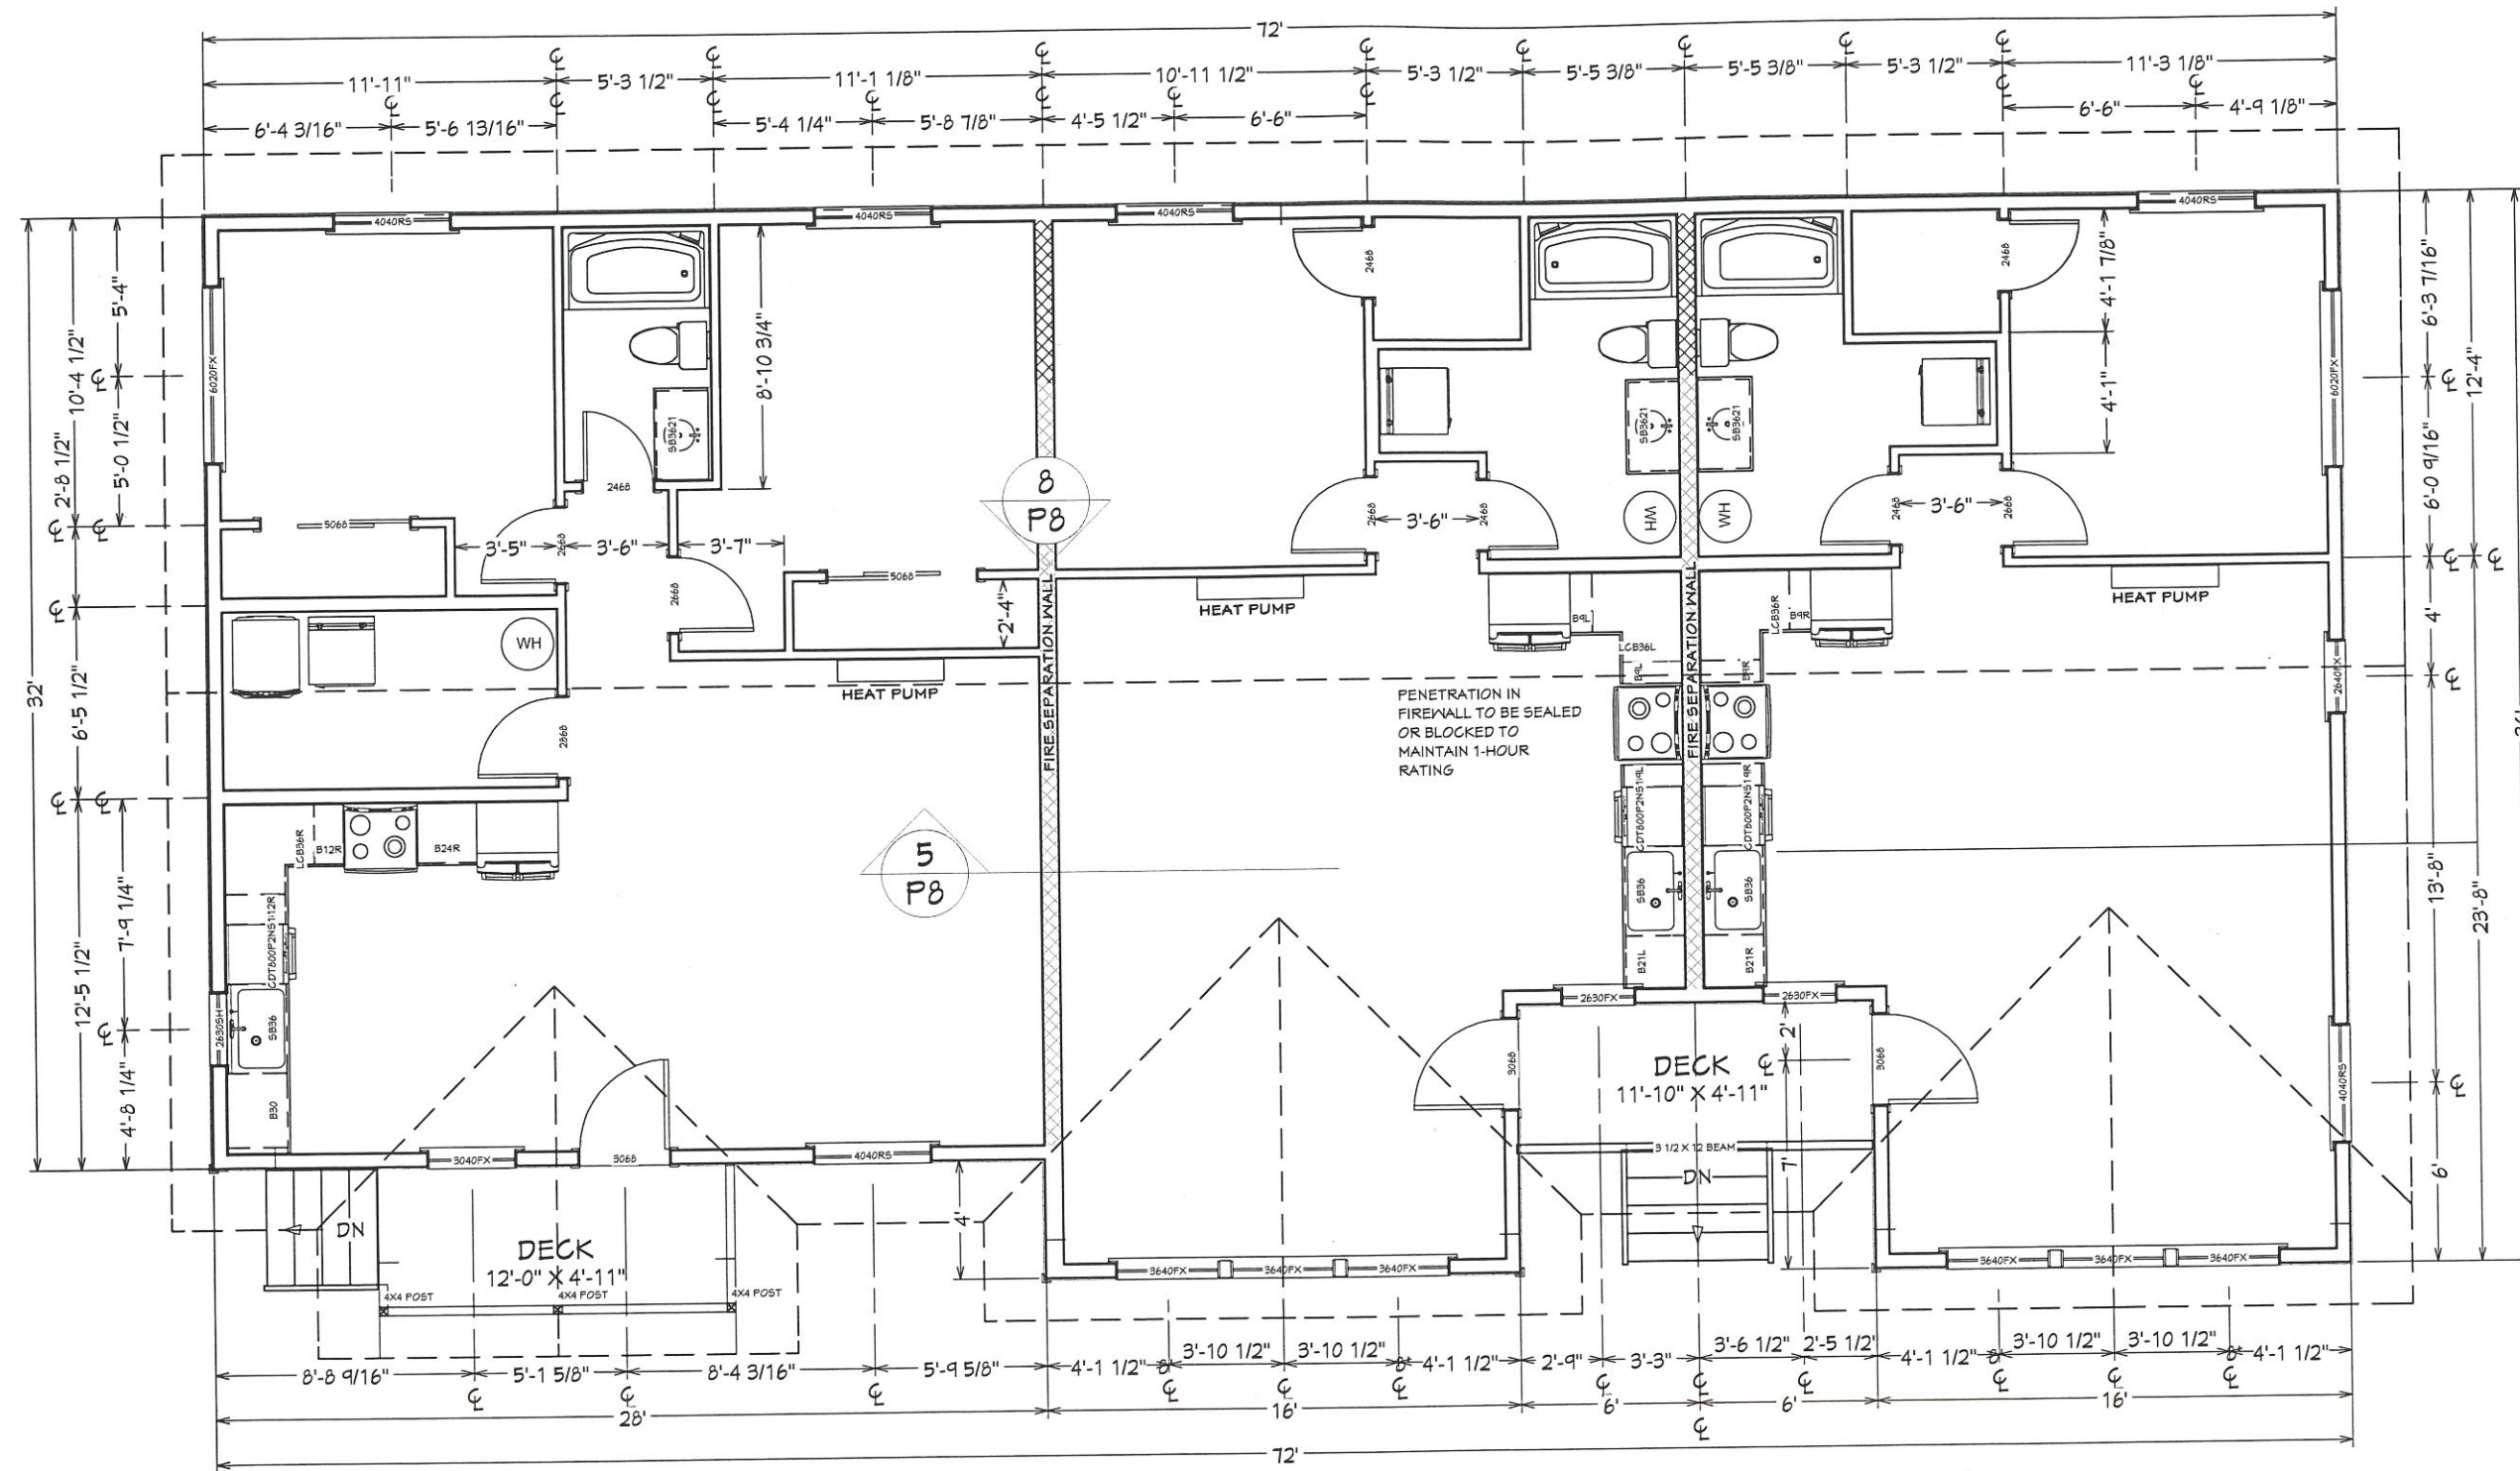 72'
11'-11"
5'-3 1/2"
11'-1 1/8"
10'-11 1/2"
5'-3 1/2"
5'-5 3/8"
5'-5 3/8"
5'-3 1/2"
11'-3 1/8"
6'-4 3/16"
5'-6 13/16"
5'-4 1/4"
5'-8 7/8"
4'-5 1/2"
6'-6"
6'-6"
4'-9 1/8"
4040RS
4040RS
4040RS
4040RS
32'
10'-4 1/2"
2'-8 1/2"
6'-5 1/2"
12'-5 1/2"
5'-4"
5'-0 1/2"
7'-9 1/4"
4'-8 1/4"
6020FX
5068
3'-5"
2668
3'-6"
3'-7"
2468
SB3621
8'-10 3/4"
2668
5068
2'-4"
8
P8
2468
SB3621
SB3621
2468
4'-1 7/8"
4'-1"
6020FX
2668
3'-6"
2468
WH
WH
2468
3'-6"
2668
6'-3 7/16"
6'-0 9/16"
12'-4"
4'
13'-8"
23'-8"
6'
WH
2868
HEAT PUMP
HEAT PUMP
HEAT PUMP
FIRE SEPARATION WALL
FIRE SEPARATION WALL
B9L
LCB36L
B9L
LCB36R
B9R
B9R
2640FX
PENETRATION IN
FIREWALL TO BE SEALED
OR BLOCKED TO
MAINTAIN 1-HOUR
RATING
LCB36R
B12R
B24R
5
P8
CDT800P2NS1
12R
SB36
B30
2630SH
CDT800P2NS1
9L
CDT800P2NS1
9R
SB36
SB36
B21L
B21R
2630FX
2630FX
3068
DECK
11'-10" X 4'-11"
2'
7'
3068
4040RS
3 1/2 X 12 BEAM
DN
3040FX
3068
4040RS
4'
DN
DECK
12'-0" X 4'-11"
4X4 POST
4X4 POST
4X4 POST
3640FX
3640FX
3640FX
3640FX
3640FX
3640FX
8'-8 9/16"
5'-1 5/8"
8'-4 3/16"
5'-9 5/8"
4'-1 1/2"
3'-10 1/2"
3'-10 1/2"
4'-1 1/2"
2'-9"
3'-3"
3'-6 1/2"
2'-5 1/2"
4'-1 1/2"
3'-10 1/2"
3'-10 1/2"
4'-1 1/2"
28'
16'
6'
6'
16'
72'